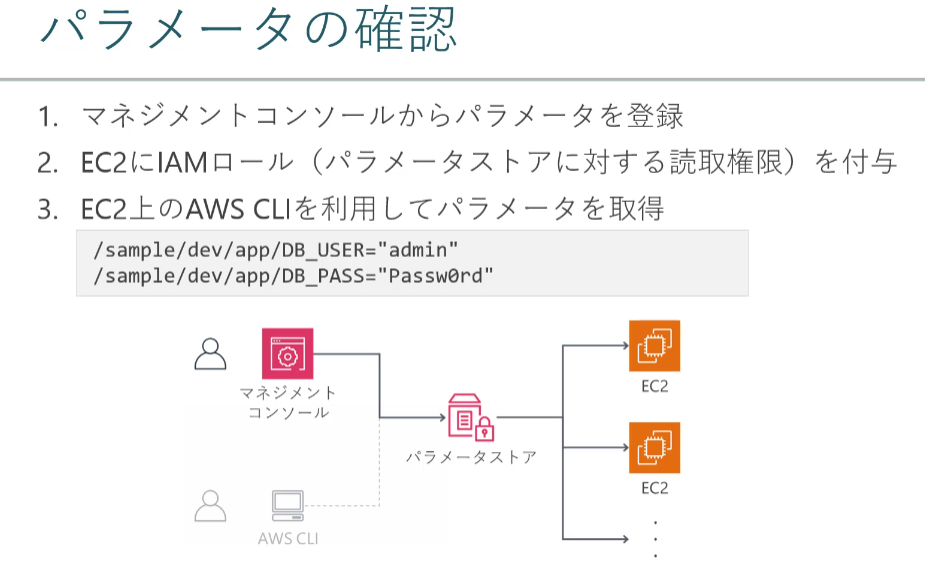 パラメータの確認
1. マネジメントコンソールからパラメータを登録
2. EC2にIAMロール（パラメータストアに対する読取権限）を付与
3. EC2上のAWS CLIを利用してパラメータを取得
/sample/dev/app/DB_USER="admin"
/sample/dev/app/DB_PASS="Passw0rd"
マネジメント
コンソール
パラメータストア
EC2
EC2
AWS CLI